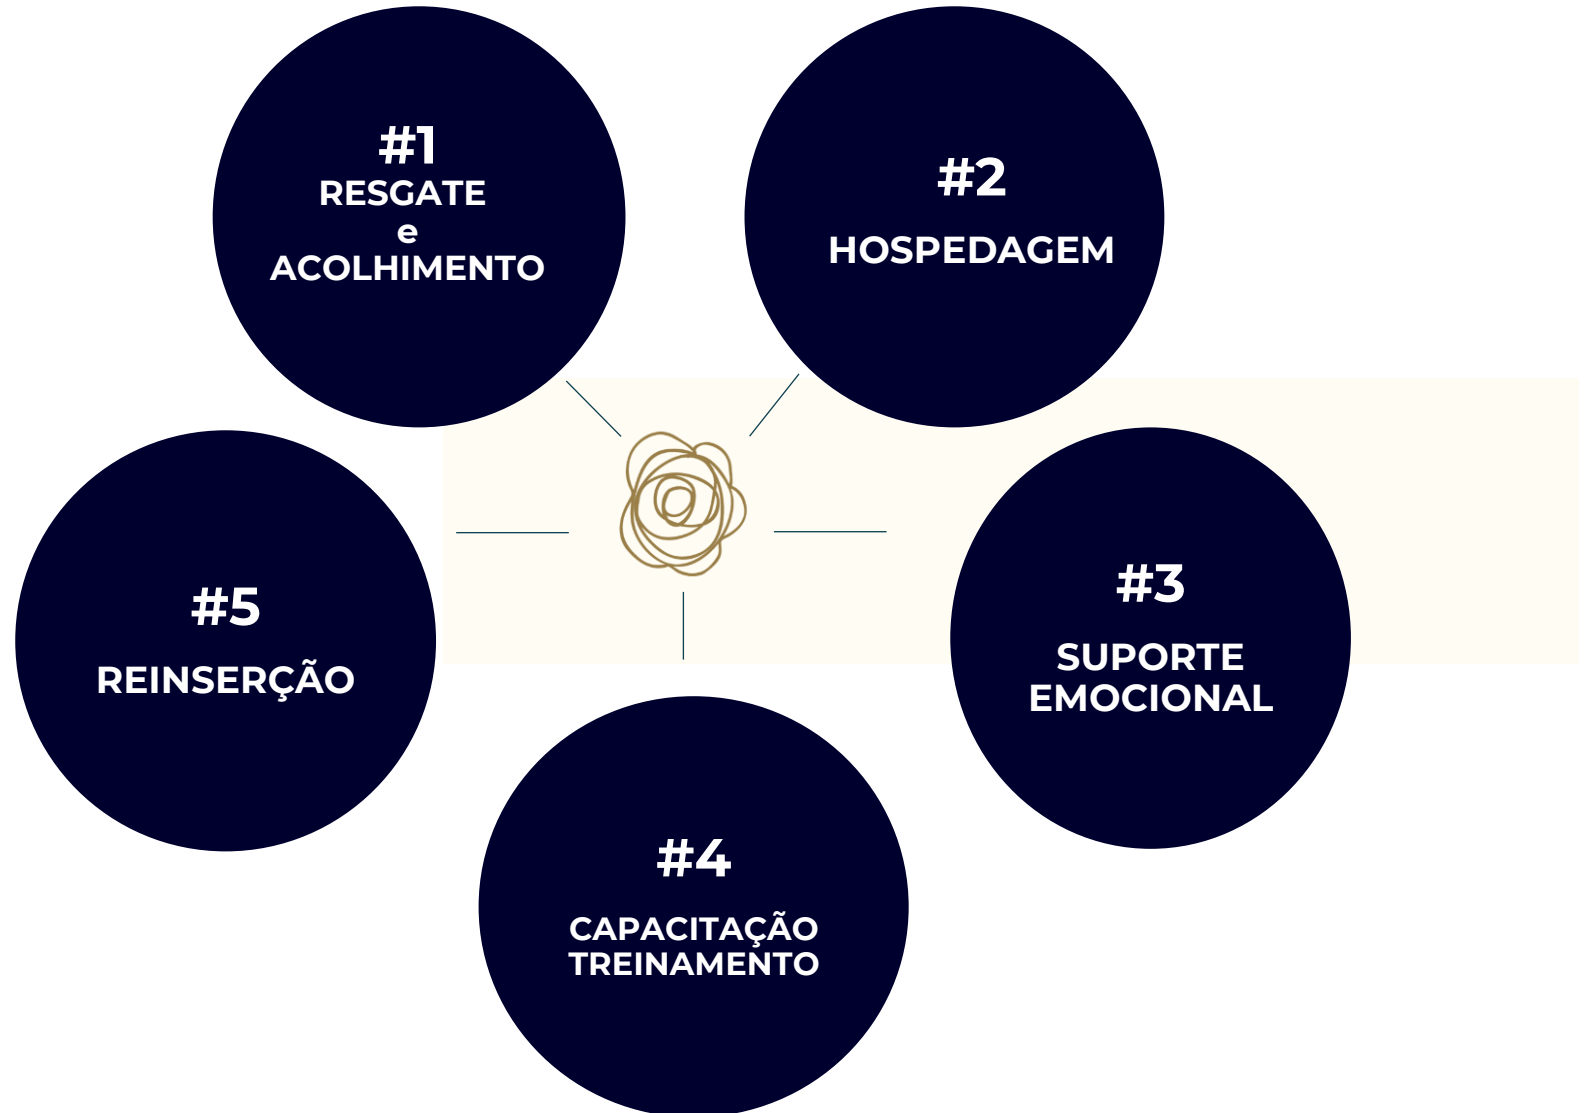 #1
RESGATE
e
ACOLHIMENTO
#2
HOSPEDAGEM
#3
SUPORTE
EMOCIONAL
#4
CAPACITAÇÃO
TREINAMENTO
#5
REINSERÇÃO